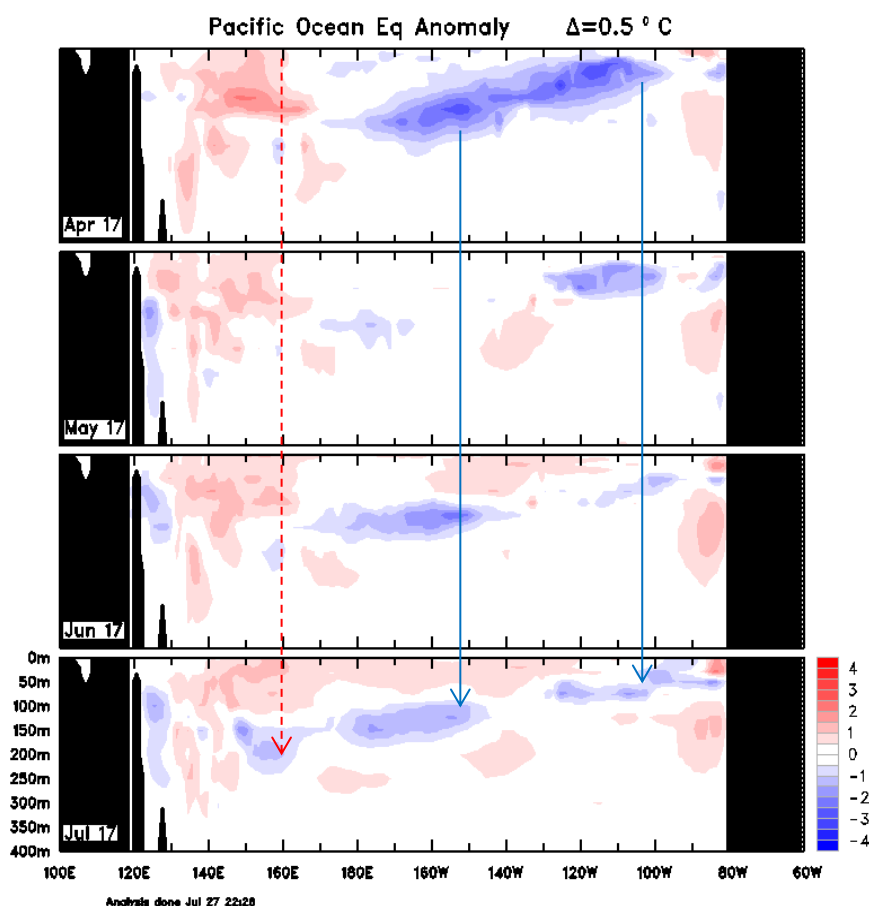 Pacific Ocean Eq Anomaly Δ=0.5 ° C
Apr 17
May 17
Jun 17
0m
50m
100m
150m
200m
250m
300m
350m
400m
Jul 17
4
3
2
1
0
-1
-2
-3
-4
100E 120E 140E 160E 180E 160W 140W 120W 100W 80W 60W
Analysis done Jul 27 22:28